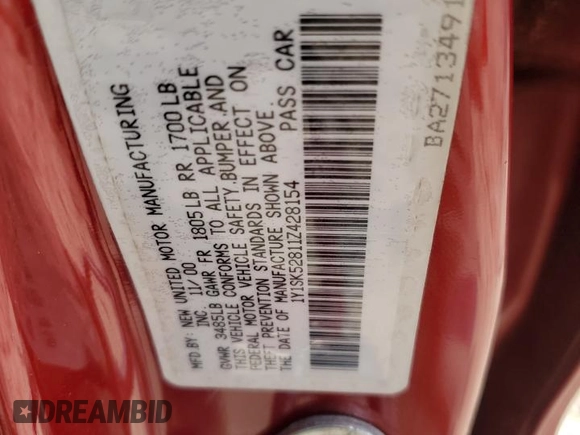 MFD. BY: NEW UNITED MOTOR MANUFACTURING
INC. 11/00
GVWR 3485LB GAWR FR 1805LB RR 1700LB
THIS VEHICLE CONFORMS TO ALL APPLICABLE
FEDERAL MOTOR VEHICLE SAFETY,BUMPER,AND
THEFT PREVENTION STANDARDS IN EFFECT ON
THE DATE OF MANUFACTURE SHOWN ABOVE.
1Y1SK52811Z428154 PASS CAR
BA2713491
DREAMBID